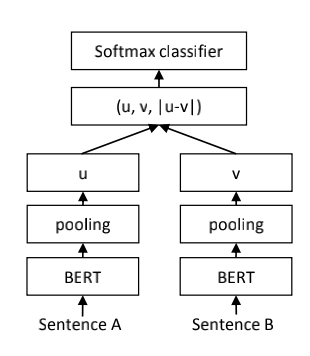 Softmax classifier
(u, v, |u-v|)
u
v
pooling
pooling
BERT
BERT
Sentence A
Sentence B